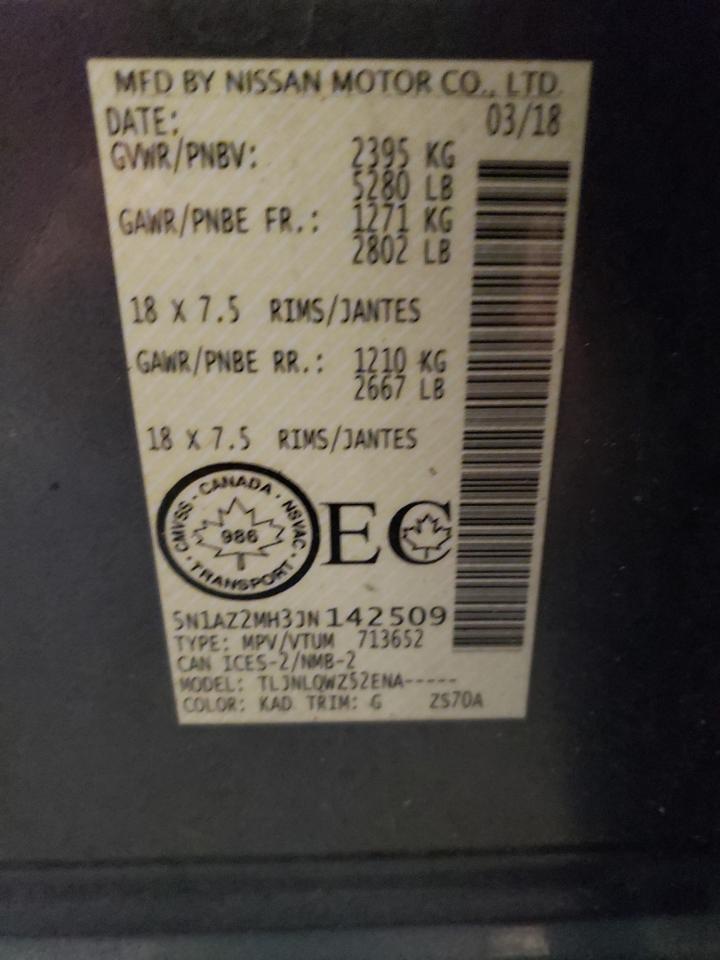 MFD BY NISSAN MOTOR CO., LTD.
DATE: 03/18
GVWR/PNBV: 2395 KG
5280 LB
GAWR/PNBE FR.: 1271 KG
2802 LB
18 X 7.5 RIMS/JANTES
GAWR/PNBE RR.: 1210 KG
2667 LB
18 X 7.5 RIMS/JANTES
CMVSS · CANADA · NSVAC · TRANSPORT ·
986
EC
5N1AZ2MH3JN142509
TYPE: MPV/VTUM 713652
CAN ICES-2/NMB-2
MODEL: TLJNLQWZ52ENA-----
COLOR: KAD TRIM: G ZS70A